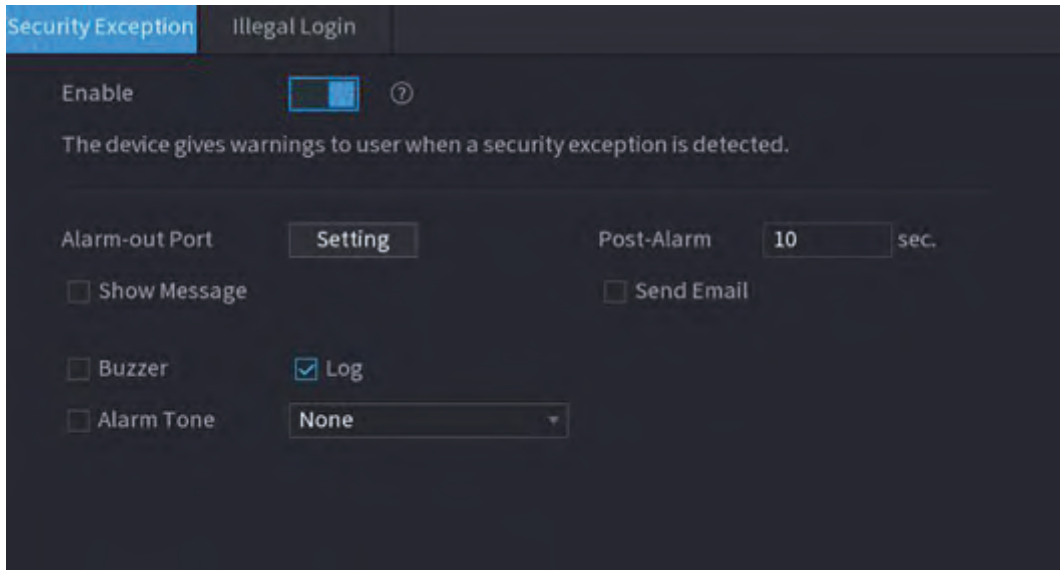 Security Exception Illegal Login
Enable ?
The device gives warnings to user when a security exception is detected.
Alarm-out Port Setting Post-Alarm 10 sec.
Show Message Send Email
Buzzer Log
Alarm Tone None